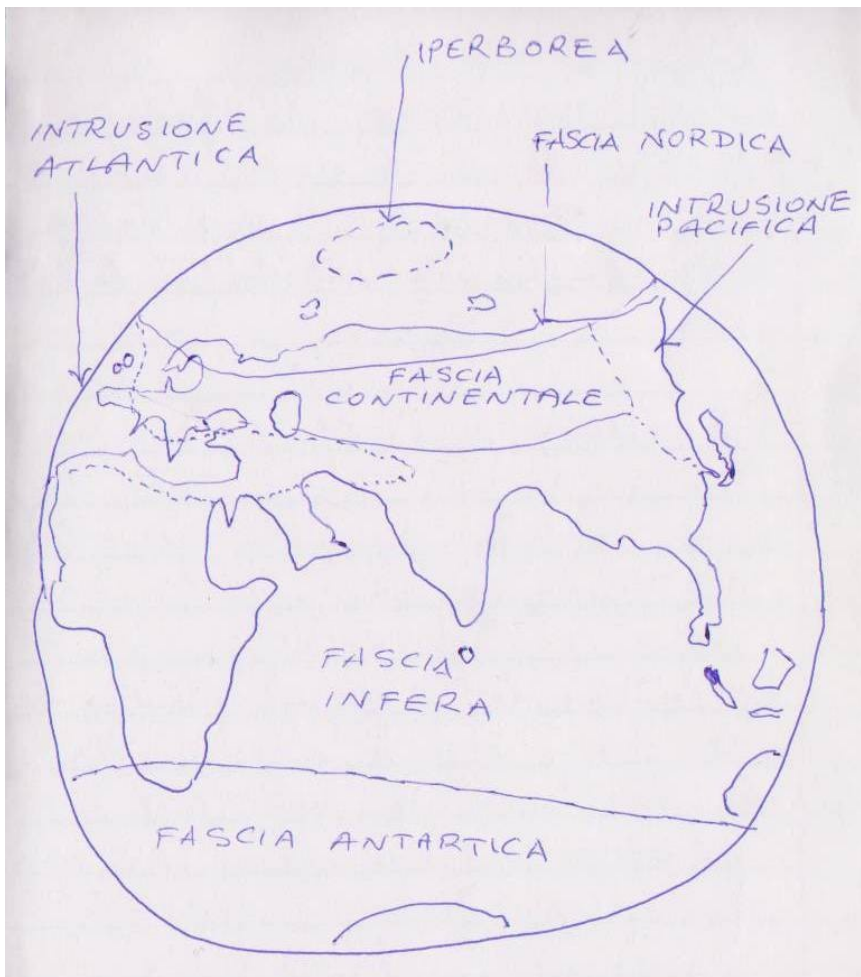 IPERBOREA
INTRUSIONE
ATLANTICA
FASCIA NORDICA
INTRUSIONE
PACIFICA
FASCIA
CONTINENTALE
FASCIA
INFERA
FASCIA ANTARTICA